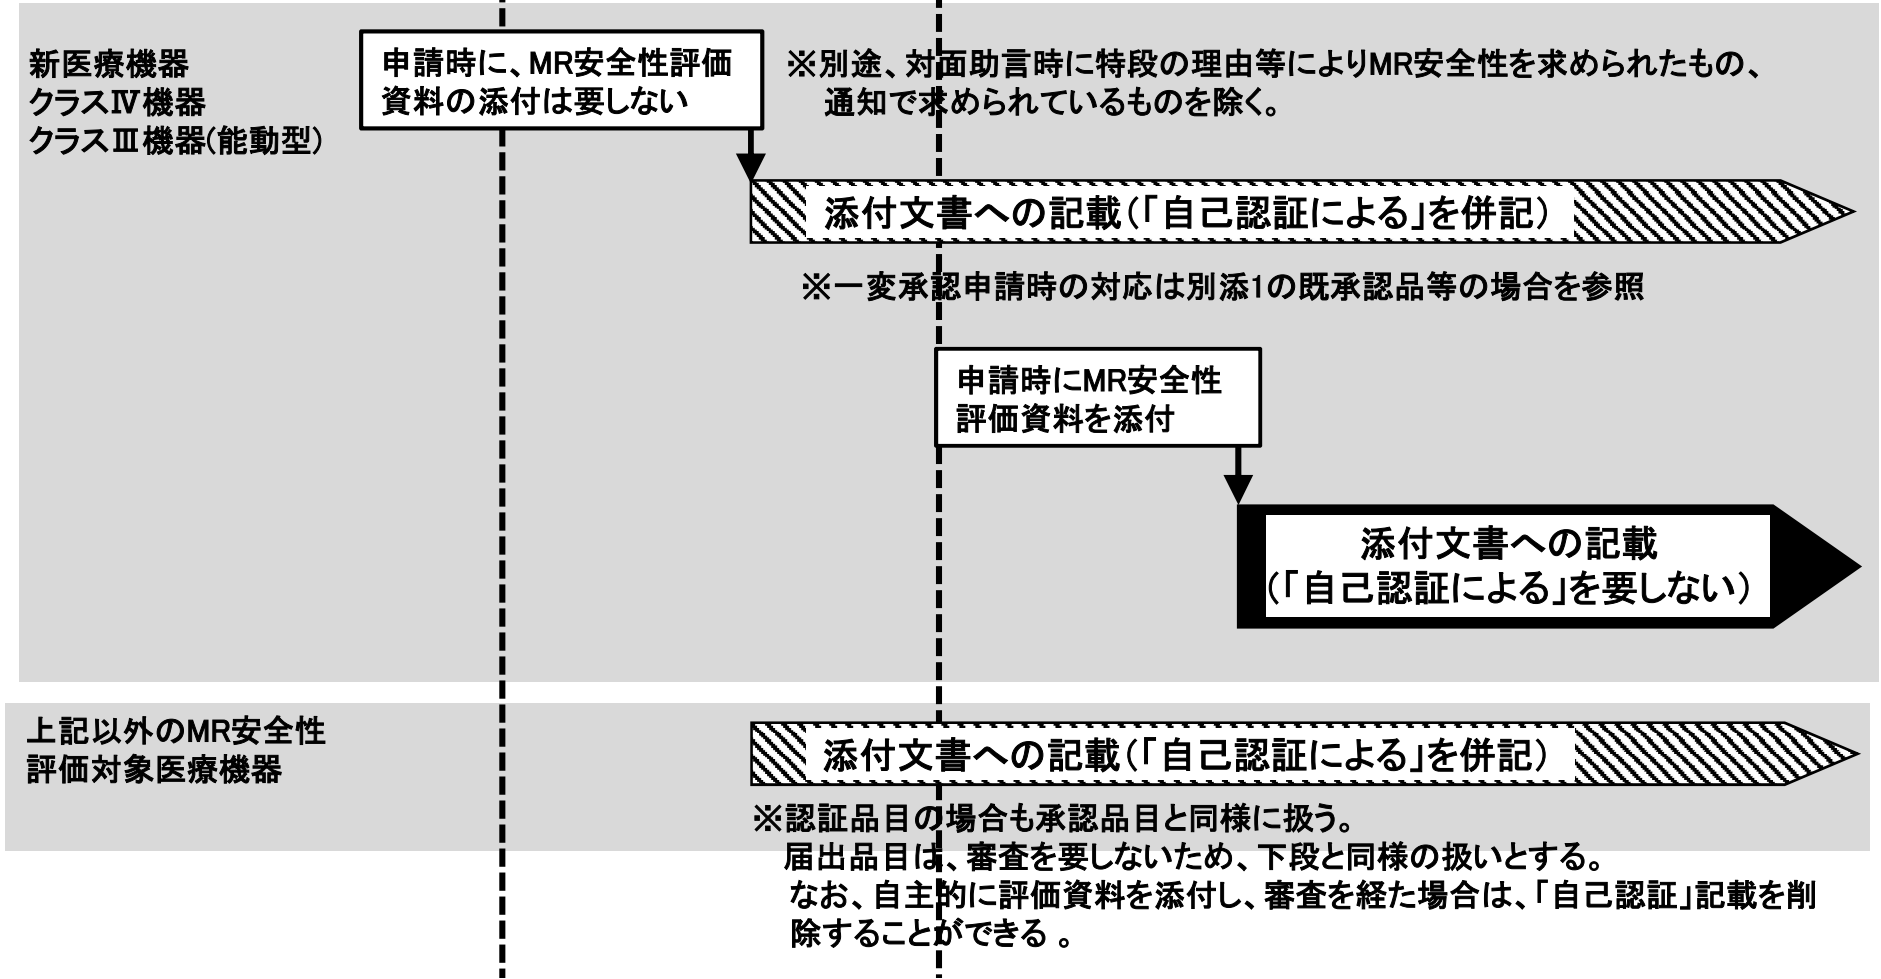 新医療機器
クラスⅣ機器
クラスⅢ機器(能動型)
申請時に、MR安全性評価
資料の添付は要しない
※別途、対面助言時に特段の理由等によりMR安全性を求められたもの、
通知で求められているものを除く。
添付文書への記載(「自己認証による」を併記)
※一変承認申請時の対応は別添1の既承認品等の場合を参照
申請時にMR安全性
評価資料を添付
添付文書への記載
(「自己認証による」を要しない)
上記以外のMR安全性
評価対象医療機器
添付文書への記載(「自己認証による」を併記)
※認証品目の場合も承認品目と同様に扱う。
届出品目は、審査を要しないため、下段と同様の扱いとする。
なお、自主的に評価資料を添付し、審査を経た場合は、「自己認証」記載を削
除することができる 。